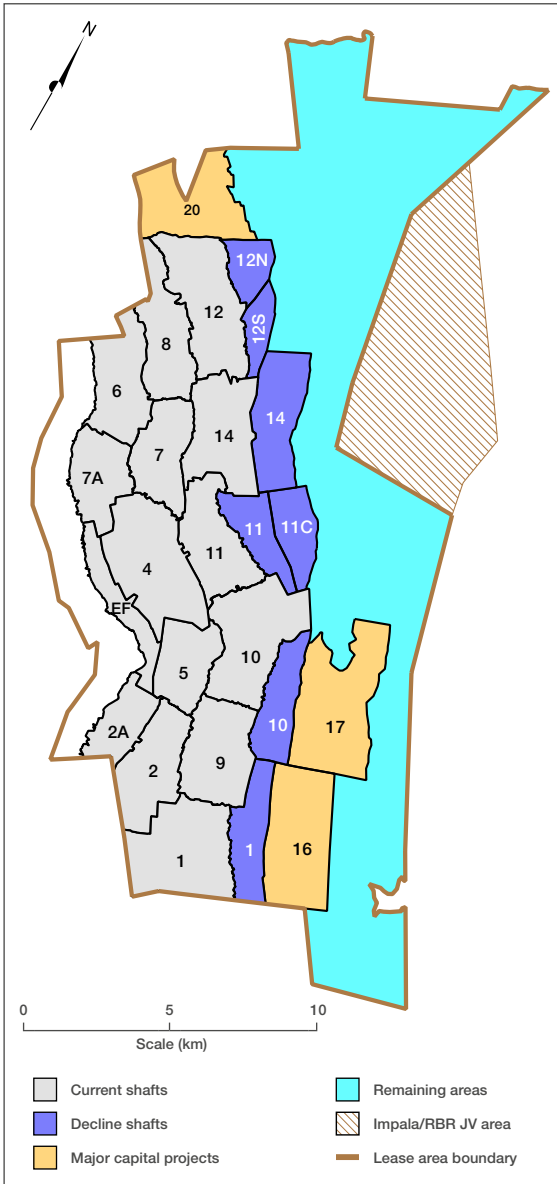 N
20
12N
12
12S
8
6
14
14
7
7A
11
11
11C
4
EF
10
5
10
17
2A
9
2
1
16
1
0 5 10
Scale (km)
Current shafts
Remaining areas
Decline shafts
Impala/RBR JV area
Major capital projects
Lease area boundary